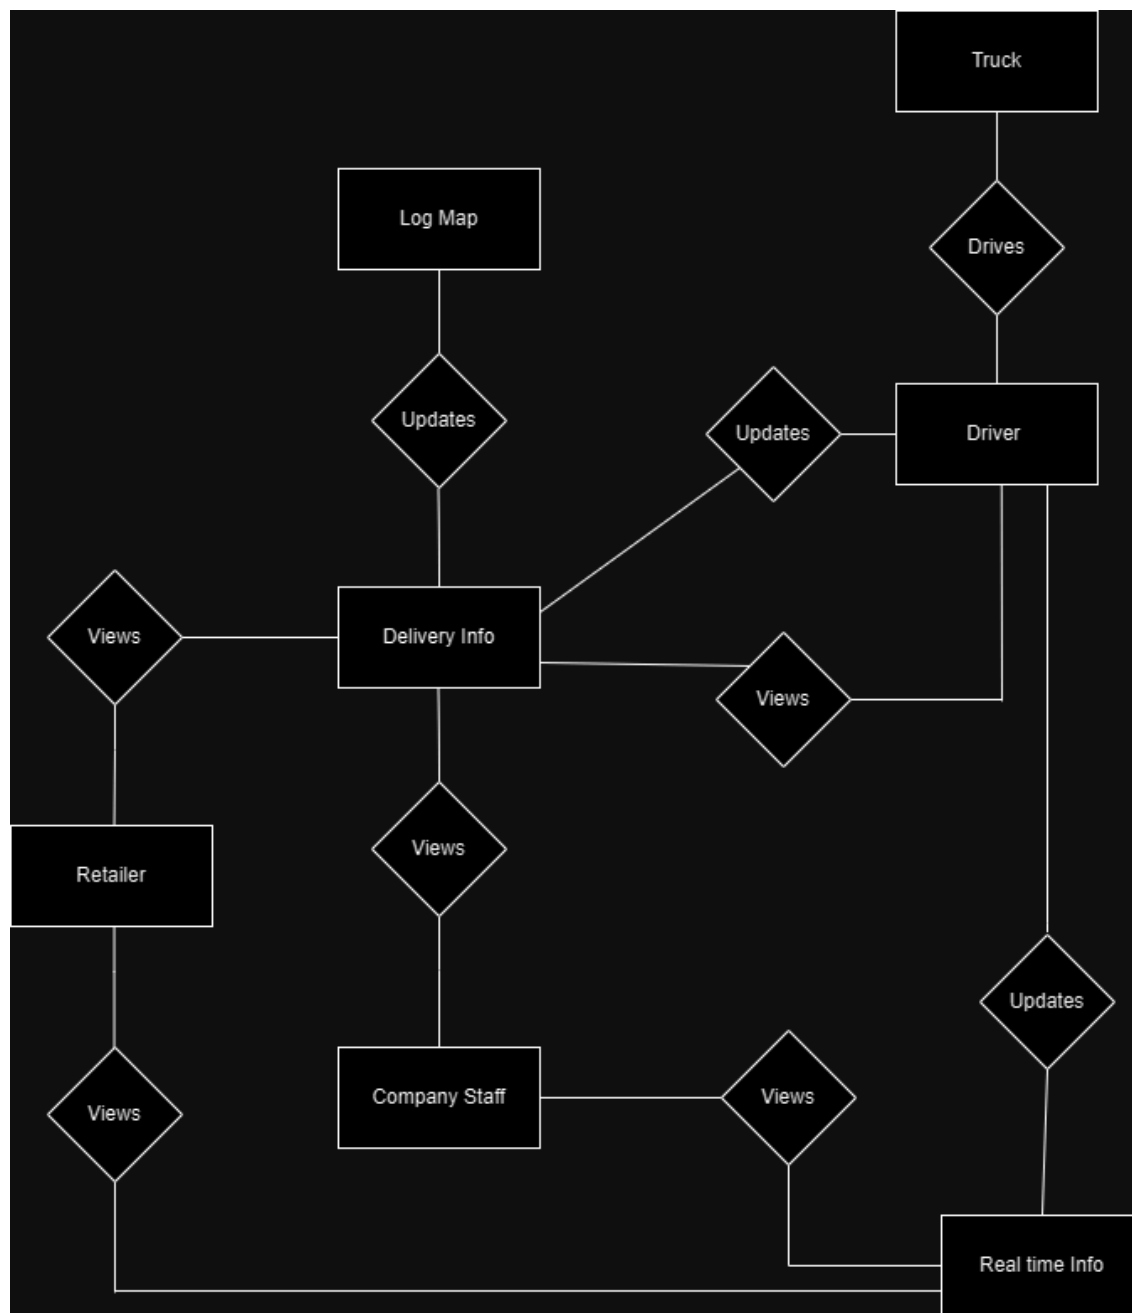 Truck
Log Map
Drives
Updates
Updates
Driver
Views
Delivery Info
Views
Views
Retailer
Updates
Company Staff
Views
Views
Real time Info